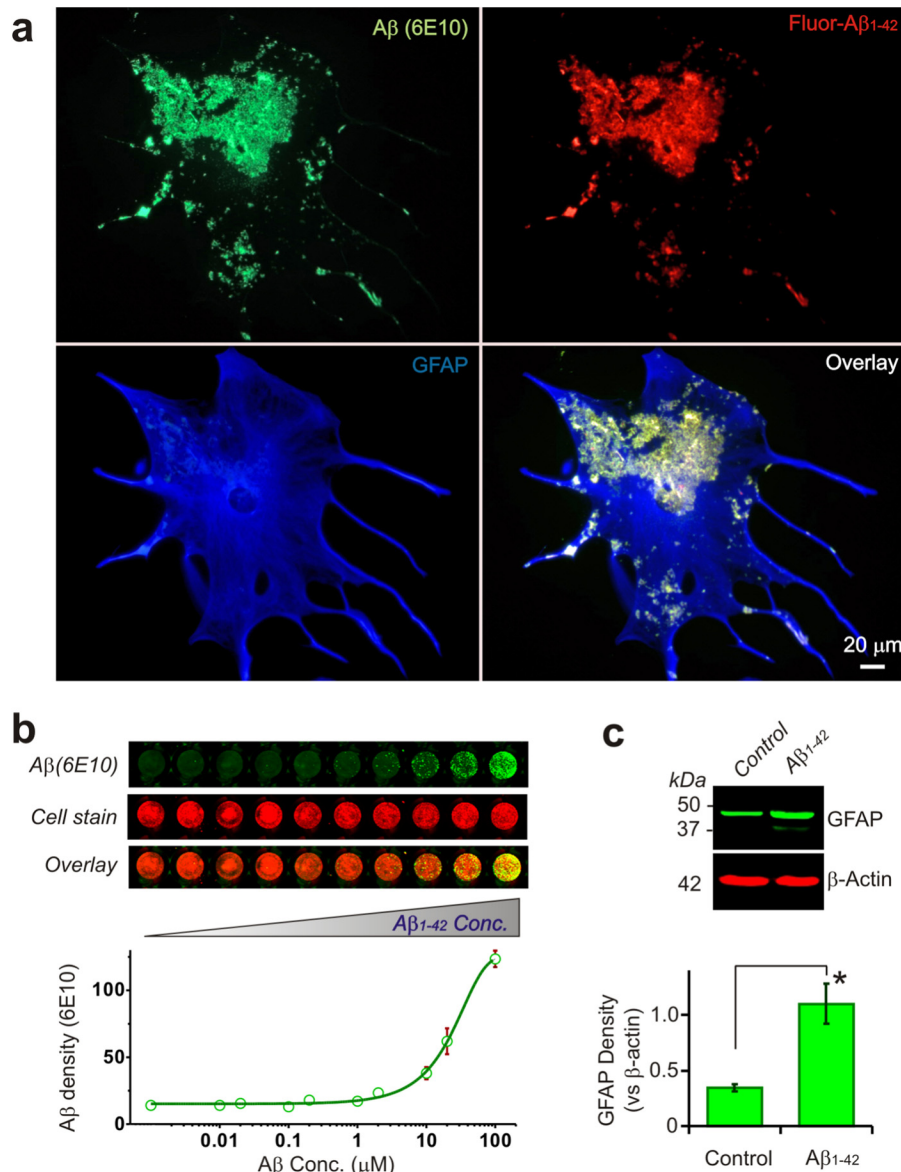 a
Aβ (6E10)
Fluor-Aβ1-42
GFAP
Overlay
20 μm
b
Aβ(6E10)
Cell stain
Overlay
Aβ1-42 Conc.
Aβ density (6E10)
100
50
0
0.01
0.1
1
10
100
Aβ Conc. (μM)
c
Control
Aβ1-42
kDa
50
37
GFAP
42
β-Actin
*
GFAP Density
(vs β-actin)
1.0
0.5
0
Control
Aβ1-42